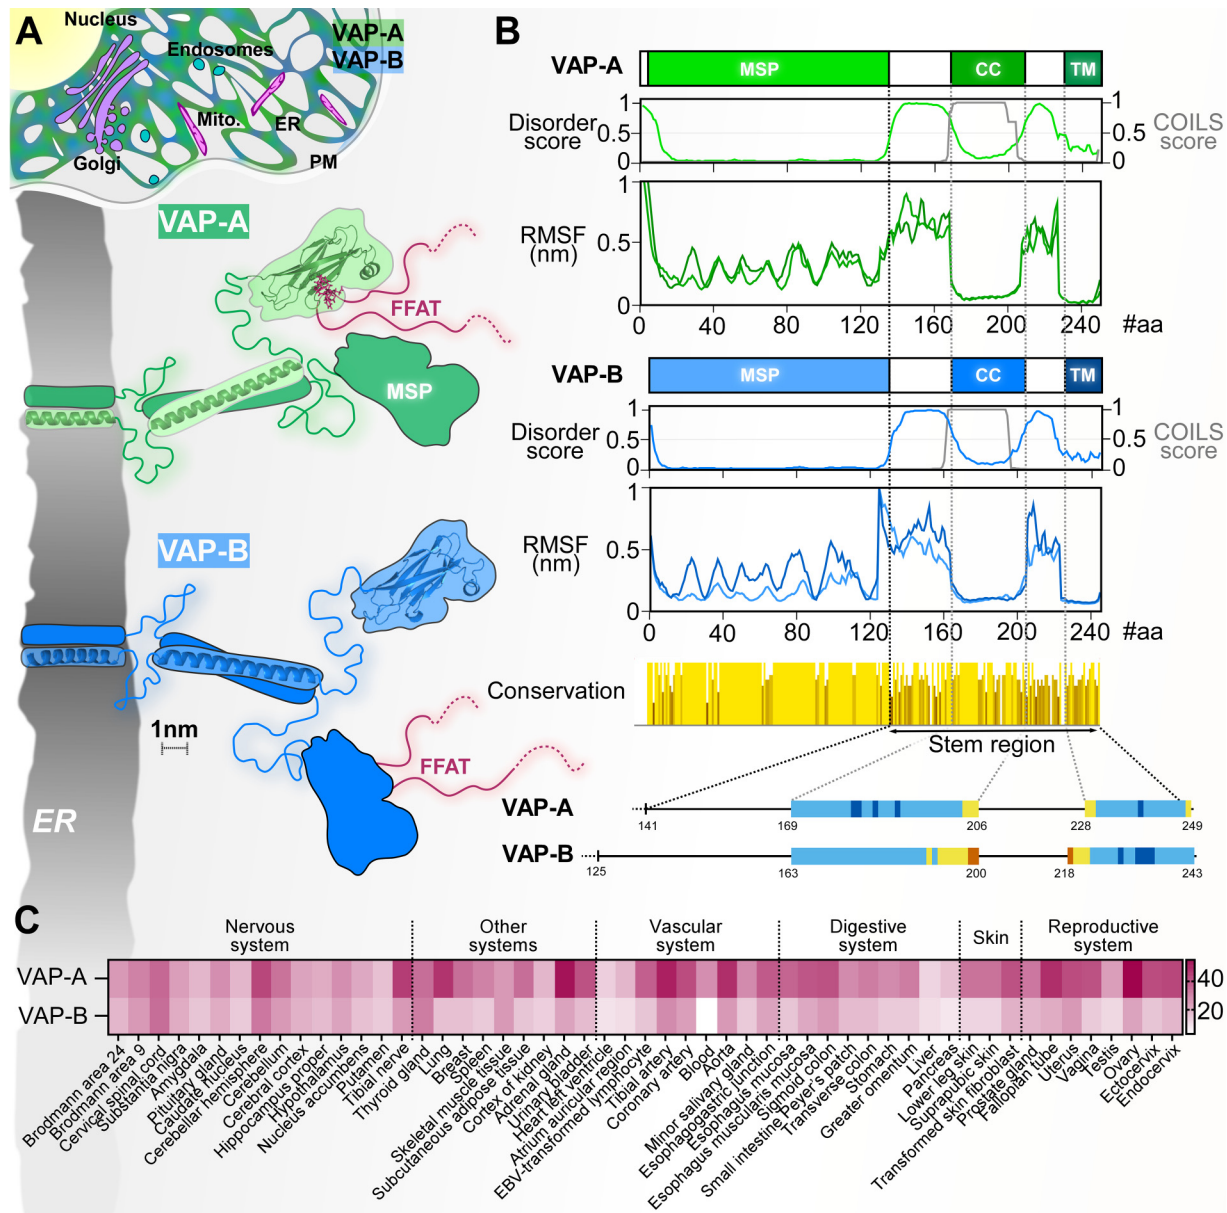 A
Nucleus
Endosomes
VAP-A
VAP-B
Mito.
ER
Golgi
PM
VAP-A
FFAT
MSP
VAP-B
1nm
FFAT
ER
B
VAP-A
MSP
CC
TM
Disorder
score
1
0.5
0
1
0.5
0
COILS
score
RMSF
(nm)
1
0.5
0
0 40 80 120 160 200 240 #aa
VAP-B
MSP
CC
TM
Disorder
score
1
0.5
0
1
0.5
0
COILS
score
RMSF
(nm)
1
0.5
0
0 40 80 120 160 200 240 #aa
Conservation
Stem region
VAP-A
141 169 206 228 249
VAP-B
125 163 200 218 243
C
Nervous
system
Other
systems
Vascular
system
Digestive
system
Skin
Reproductive
system
VAP-A
VAP-B
40
20
Brodmann area 24
Brodmann area 9
Cervical spinal cord
Substantia nigra
Amygdala
Pituitary gland
Caudate nucleus
Cerebellar hemisphere
Cerebellum
Cerebral cortex
Hippocampus proper
Hypothalamus
Nucleus accumbens
Putamen
Tibial nerve
Thyroid gland
Lung
Breast
Spleen
Skeletal muscle tissue
Subcutaneous adipose tissue
Cortex of kidney
Adrenal gland
Urinary bladder
Heart left ventricle
Atrium auricular region
EBV-transformed lymphocyte
Tibial artery
Coronary artery
Blood
Aorta
Minor salivary gland
Esophagogastric junction
Esophagus mucosa
Esophagus muscularis mucosa
Sigmoid colon
Small intestine Peyer's patch
Transverse colon
Stomach
Greater omentum
Liver
Pancreas
Lower leg skin
Suprapubic skin
Transformed skin fibroblast
Prostate gland
Fallopian tube
Uterus
Vagina
Testis
Ovary
Ectocervix
Endocervix